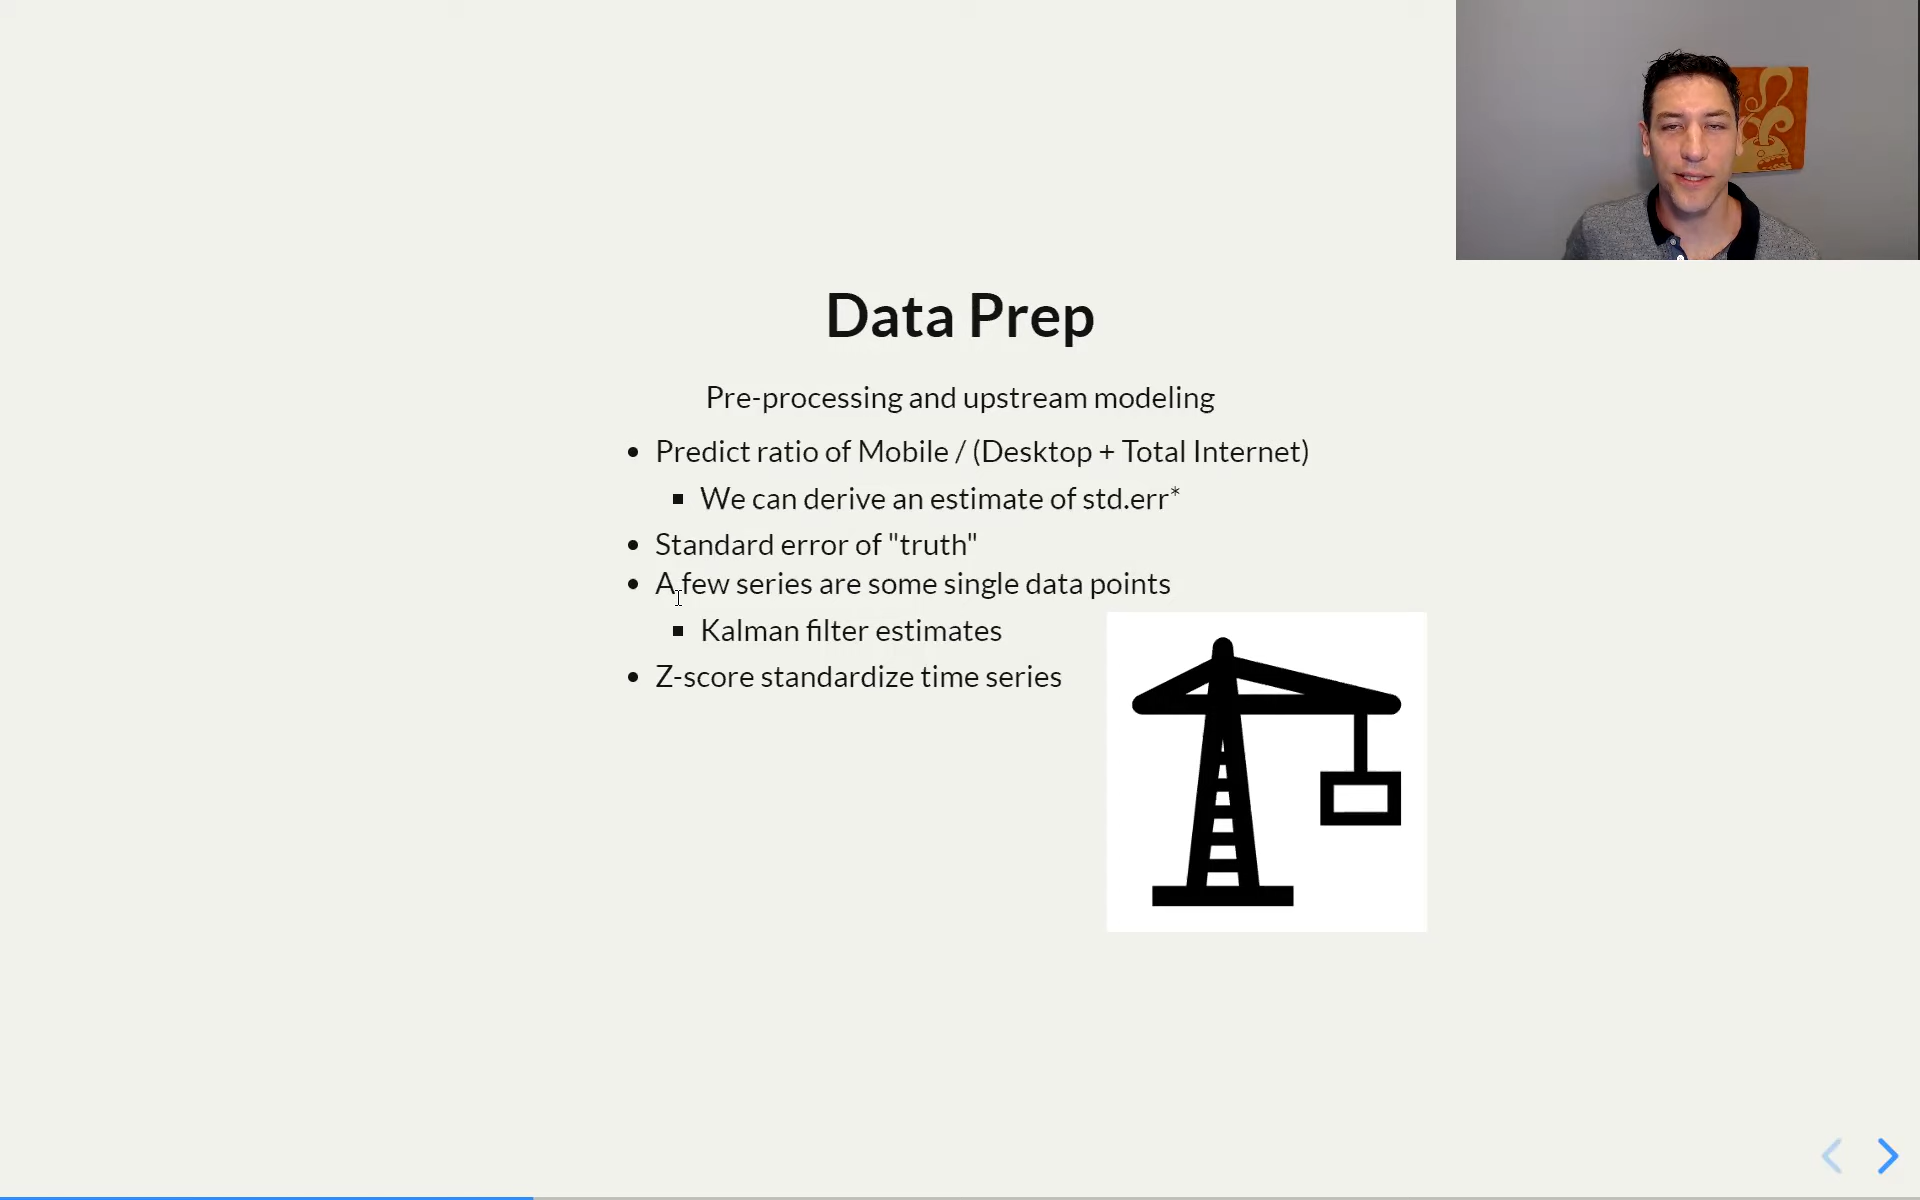 Data Prep
Pre-processing and upstream modeling
• Predict ratio of Mobile / (Desktop + Total Internet)
▪ We can derive an estimate of std.err*
• Standard error of "truth"
• A few series are some single data points
▪ Kalman filter estimates
• Z-score standardize time series